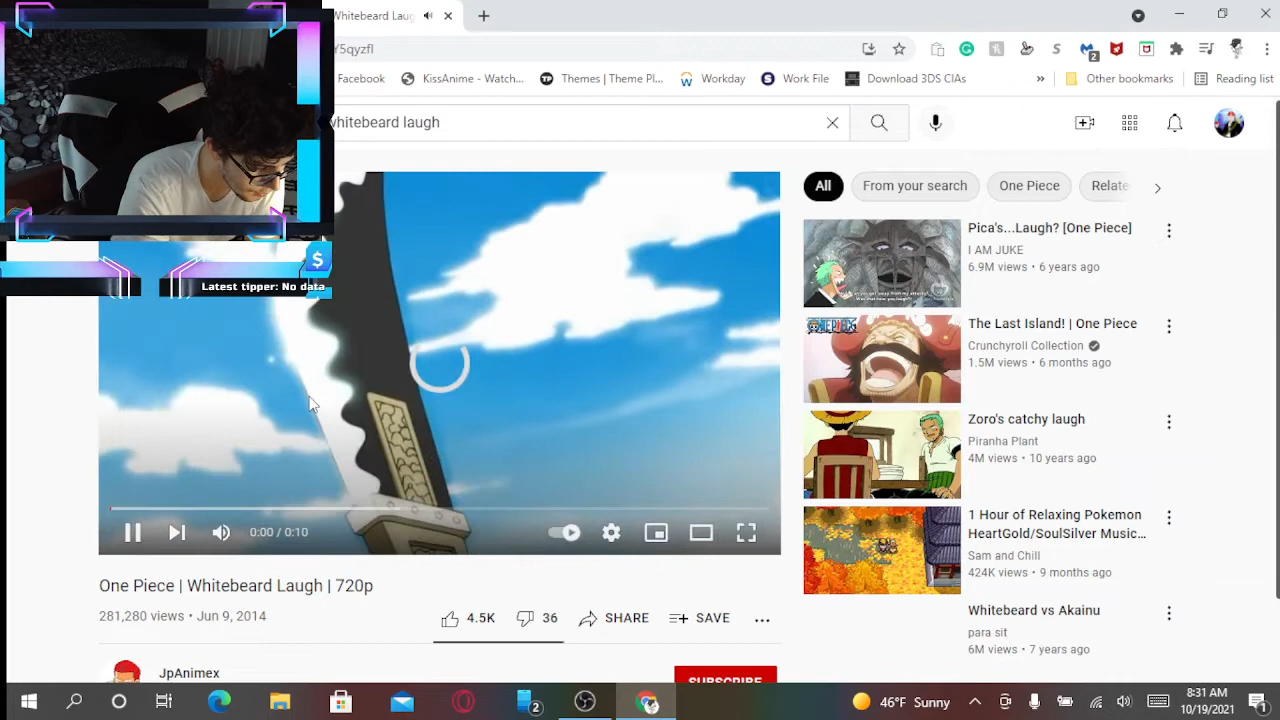 Whitebeard Laug
Y5qyzfl
2
Facebook
KissAnime - Watch...
Themes | Theme Pl...
Workday
Work File
Download 3DS CIAs
»
Other bookmarks
Reading list
whitebeard laugh
All
From your search
One Piece
Relate
Latest tipper: No data
Pica's...Laugh? [One Piece]
I AM JUKE
6.9M views • 6 years ago
The Last Island! | One Piece
Crunchyroll Collection
1.5M views • 6 months ago
Zoro's catchy laugh
Piranha Plant
4M views • 10 years ago
1 Hour of Relaxing Pokemon
HeartGold/SoulSilver Music...
Sam and Chill
424K views • 9 months ago
Whitebeard vs Akainu
para sit
6M views • 7 years ago
0:00 / 0:10
One Piece | Whitebeard Laugh | 720p
281,280 views • Jun 9, 2014
4.5K
36
SHARE
SAVE
JpAnimex
SUBSCRIBE
2
46°F Sunny
8:31 AM
10/19/2021
1